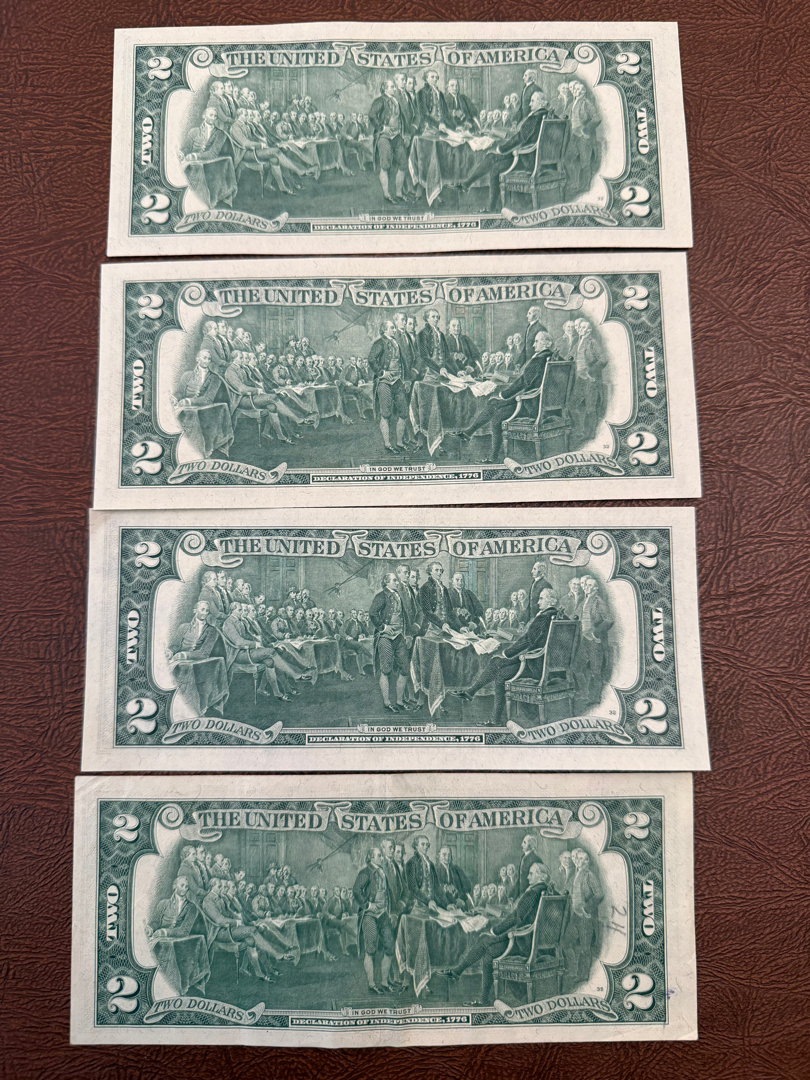 2 THE UNITED STATES OF AMERICA 2
TWO TWO
2 TWO DOLLARS IN GOD WE TRUST TWO DOLLARS 2
DECLARATION OF INDEPENDENCE, 1776
2 THE UNITED STATES OF AMERICA 2
TWO TWO
2 TWO DOLLARS IN GOD WE TRUST TWO DOLLARS 2
DECLARATION OF INDEPENDENCE, 1776
2 THE UNITED STATES OF AMERICA 2
TWO TWO
2 TWO DOLLARS IN GOD WE TRUST TWO DOLLARS 2
DECLARATION OF INDEPENDENCE, 1776
2 THE UNITED STATES OF AMERICA 2
TWO TWO
2 TWO DOLLARS IN GOD WE TRUST TWO DOLLARS 2
DECLARATION OF INDEPENDENCE, 1776